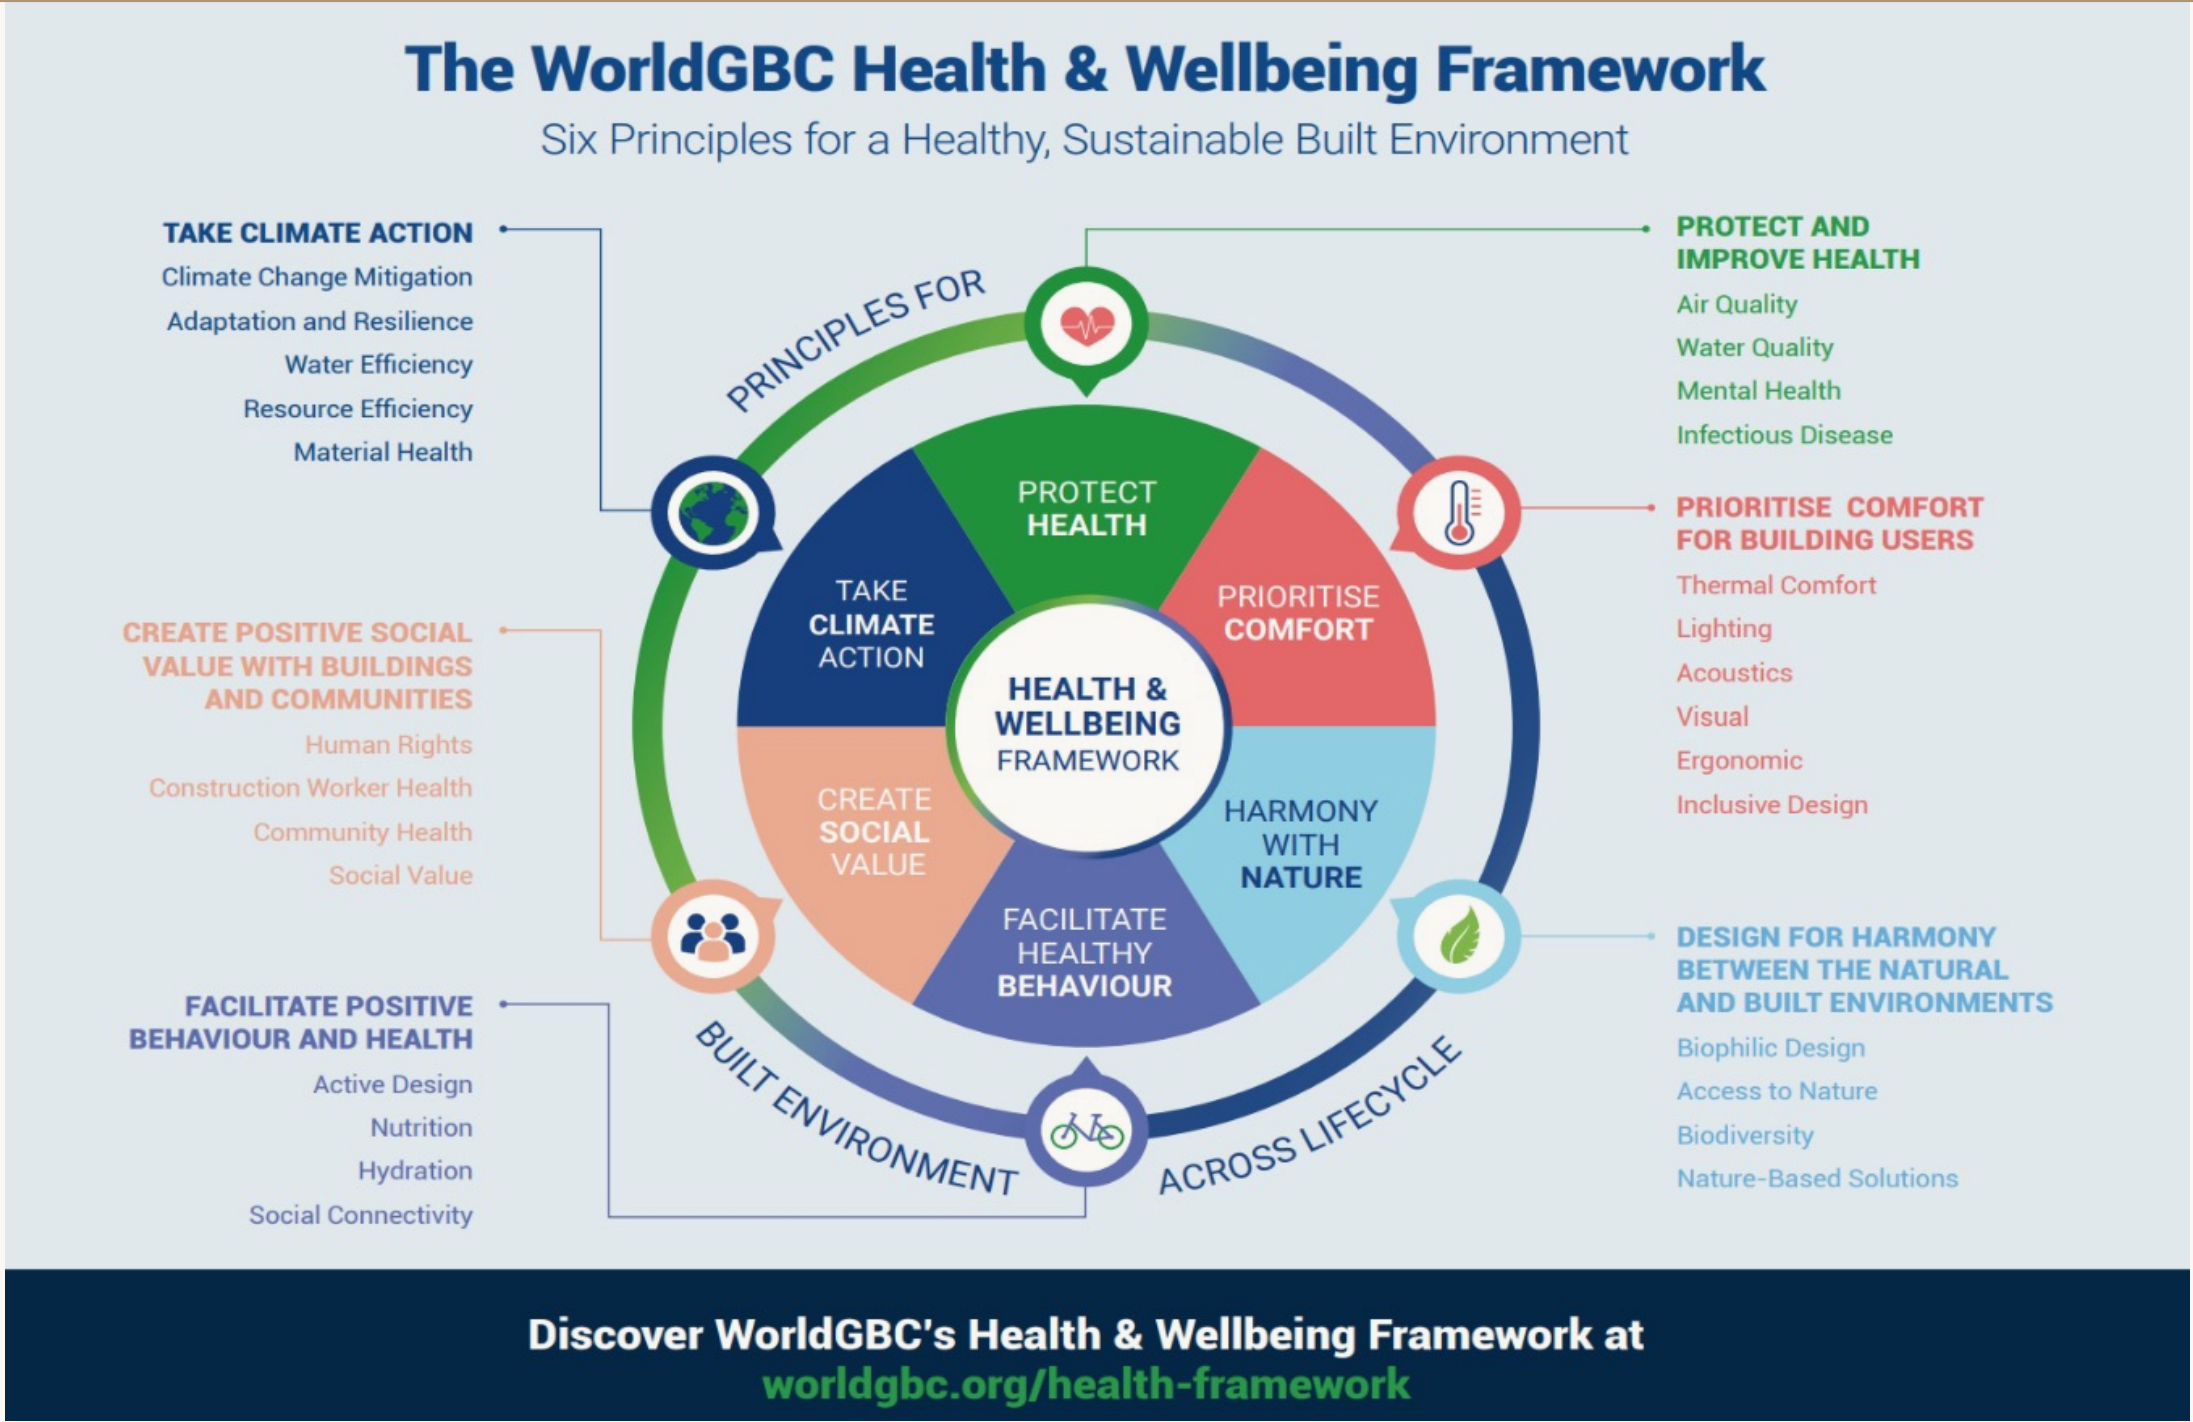 The WorldGBC Health & Wellbeing Framework
Six Principles for a Healthy, Sustainable Built Environment
TAKE CLIMATE ACTION
Climate Change Mitigation
Adaptation and Resilience
Water Efficiency
Resource Efficiency
Material Health
CREATE POSITIVE SOCIAL
VALUE WITH BUILDINGS
AND COMMUNITIES
Human Rights
Construction Worker Health
Community Health
Social Value
FACILITATE POSITIVE
BEHAVIOUR AND HEALTH
Active Design
Nutrition
Hydration
Social Connectivity
PRINCIPLES FOR
BUILT ENVIRONMENT
ACROSS LIFECYCLE
PROTECT
HEALTH
PRIORITISE
COMFORT
HARMONY
WITH
NATURE
FACILITATE
HEALTHY
BEHAVIOUR
CREATE
SOCIAL
VALUE
TAKE
CLIMATE
ACTION
HEALTH &
WELLBEING
FRAMEWORK
PROTECT AND
IMPROVE HEALTH
Air Quality
Water Quality
Mental Health
Infectious Disease
PRIORITISE COMFORT
FOR BUILDING USERS
Thermal Comfort
Lighting
Acoustics
Visual
Ergonomic
Inclusive Design
DESIGN FOR HARMONY
BETWEEN THE NATURAL
AND BUILT ENVIRONMENTS
Biophilic Design
Access to Nature
Biodiversity
Nature-Based Solutions
Discover WorldGBC's Health & Wellbeing Framework at
worldgbc.org/health-framework